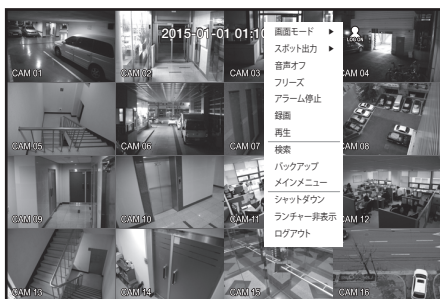 2015-01-01 01:10
LOG ON
CAM 01
CAM 02
CAM 03
CAM 04
画面モード ▶
スポット出力 ▶
音声オフ
フリーズ
アラーム停止
録画
再生
検索
バックアップ
メインメニュー
シャットダウン
ランチャー非表示
ログアウト
CAM 05
CAM 06
CAM 07
CAM 08
CAM 09
CAM 10
CAM 11
CAM 12
CAM 13
CAM 14
CAM 15
CAM 16